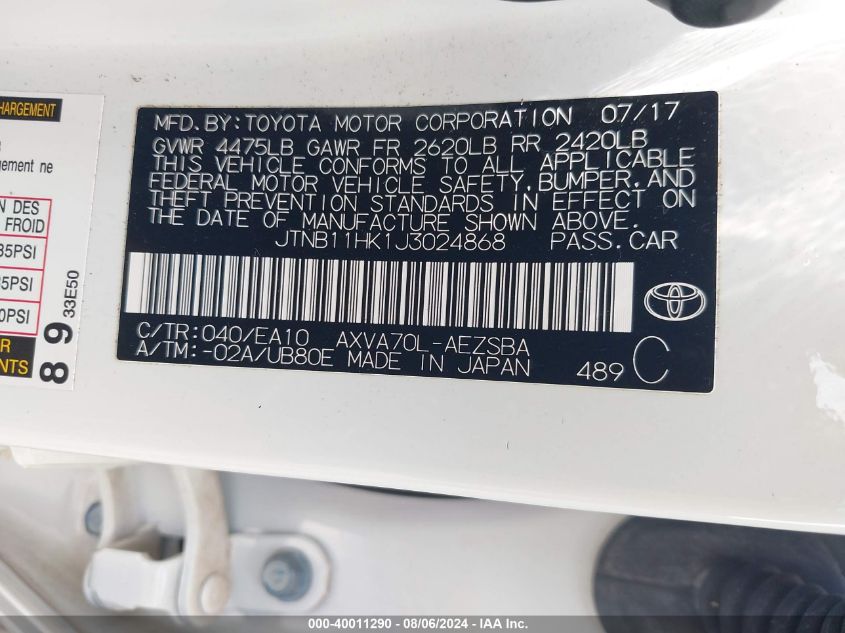 CHARGEMENT
gement ne
N DES
FROID
35PSI
35PSI
0PSI
R
NTS
8 9 33E50
MFD.BY:TOYOTA MOTOR CORPORATION 07/17
GVWR 4475LB GAWR FR 2620LB RR 2420LB
THIS VEHICLE CONFORMS TO ALL APPLICABLE
FEDERAL MOTOR VEHICLE SAFETY,BUMPER,AND
THEFT PREVENTION STANDARDS IN EFFECT ON
THE DATE OF MANUFACTURE SHOWN ABOVE.
JTNB11HK1J3024868 PASS.CAR
C/TR:040/EA10 AXVA70L-AEZSBA
A/TM:-02A/UB80E MADE IN JAPAN
489 C
000-40011290 - 08/06/2024 - IAA Inc.